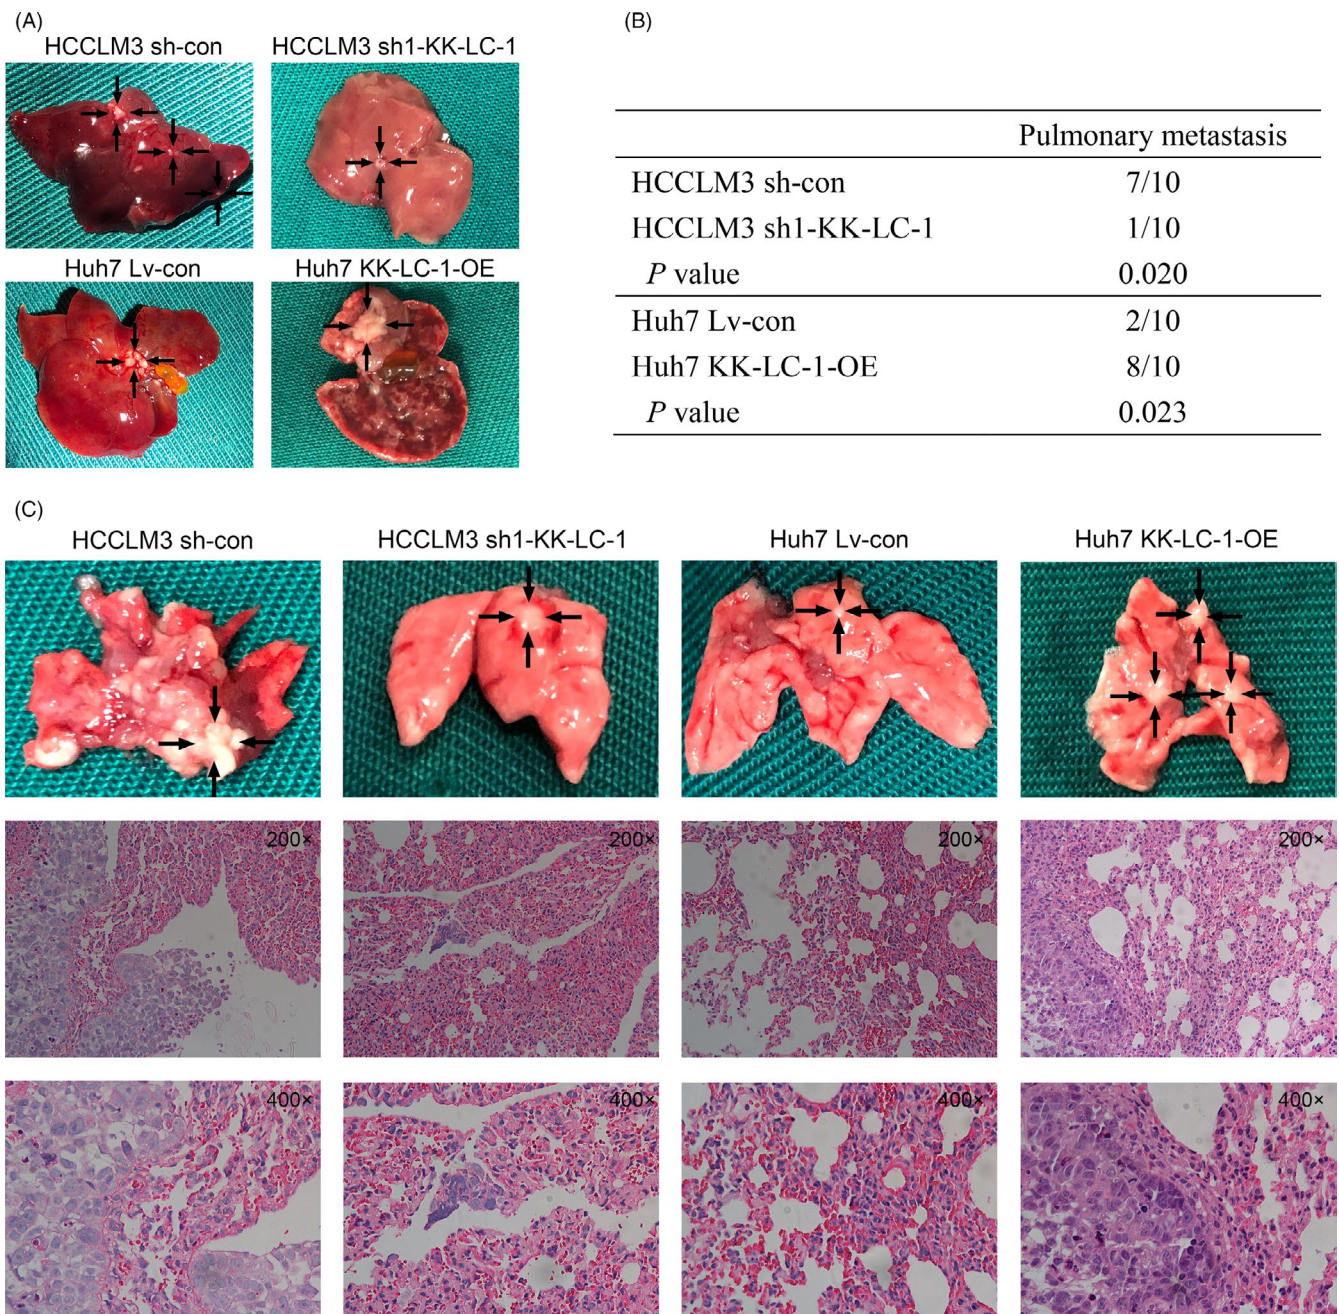 (A)
HCCLM3 sh-con
HCCLM3 sh1-KK-LC-1
Huh7 Lv-con
Huh7 KK-LC-1-OE
(B)
Pulmonary metastasis
HCCLM3 sh-con 7/10
HCCLM3 sh1-KK-LC-1 1/10
P value 0.020
Huh7 Lv-con 2/10
Huh7 KK-LC-1-OE 8/10
P value 0.023
(C)
HCCLM3 sh-con
HCCLM3 sh1-KK-LC-1
Huh7 Lv-con
Huh7 KK-LC-1-OE
200×
200×
200×
200×
400×
400×
400×
400×